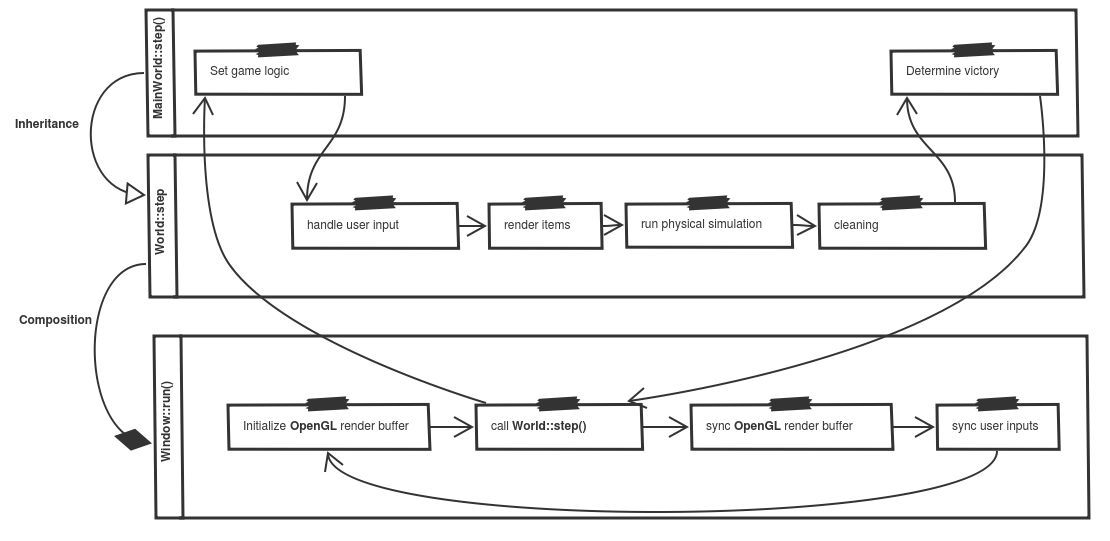 MainWorld::step()
Set game logic
Determine victory
Inheritance
World::step
handle user input
render items
run physical simulation
cleaning
Composition
Window::run()
Initialize OpenGL render buffer
call World::step()
sync OpenGL render buffer
sync user inputs